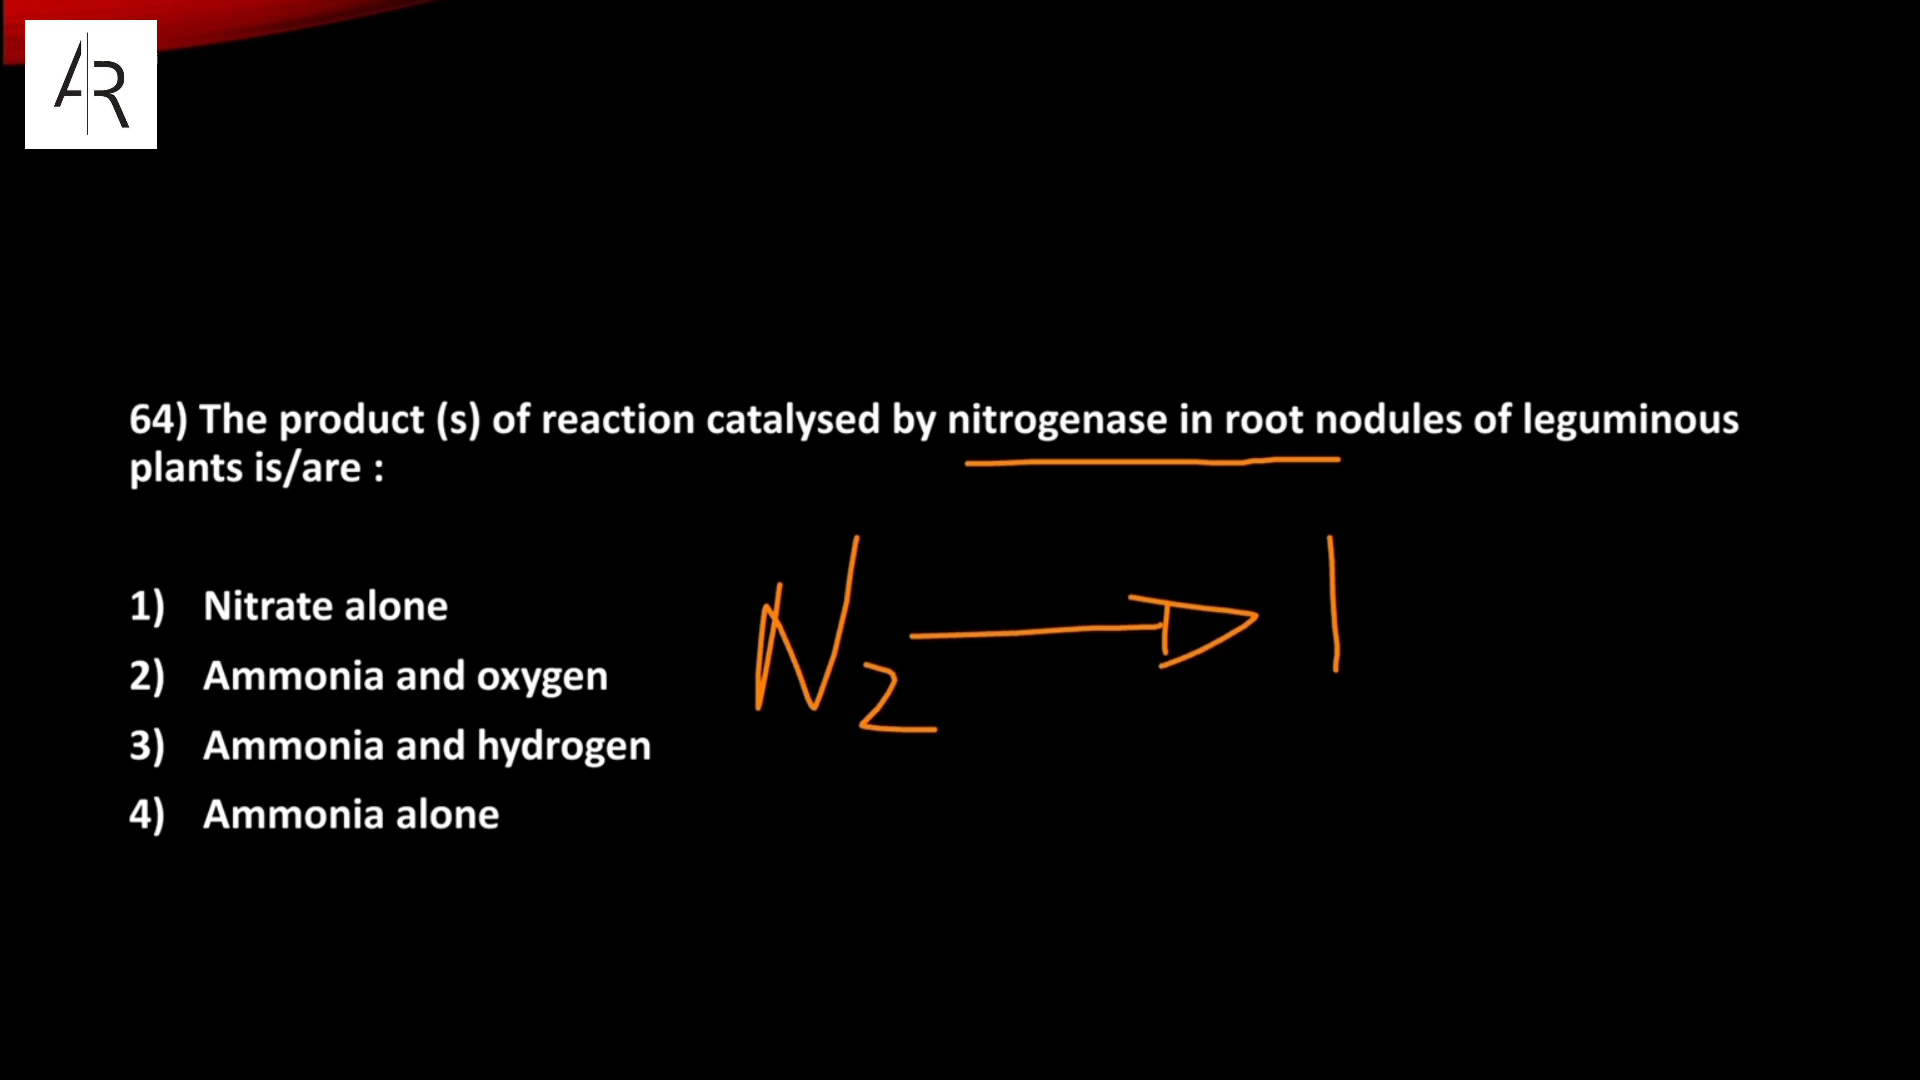 AR
64) The product (s) of reaction catalysed by nitrogenase in root nodules of leguminous
plants is/are :
1) Nitrate alone
2) Ammonia and oxygen
3) Ammonia and hydrogen
4) Ammonia alone
N2